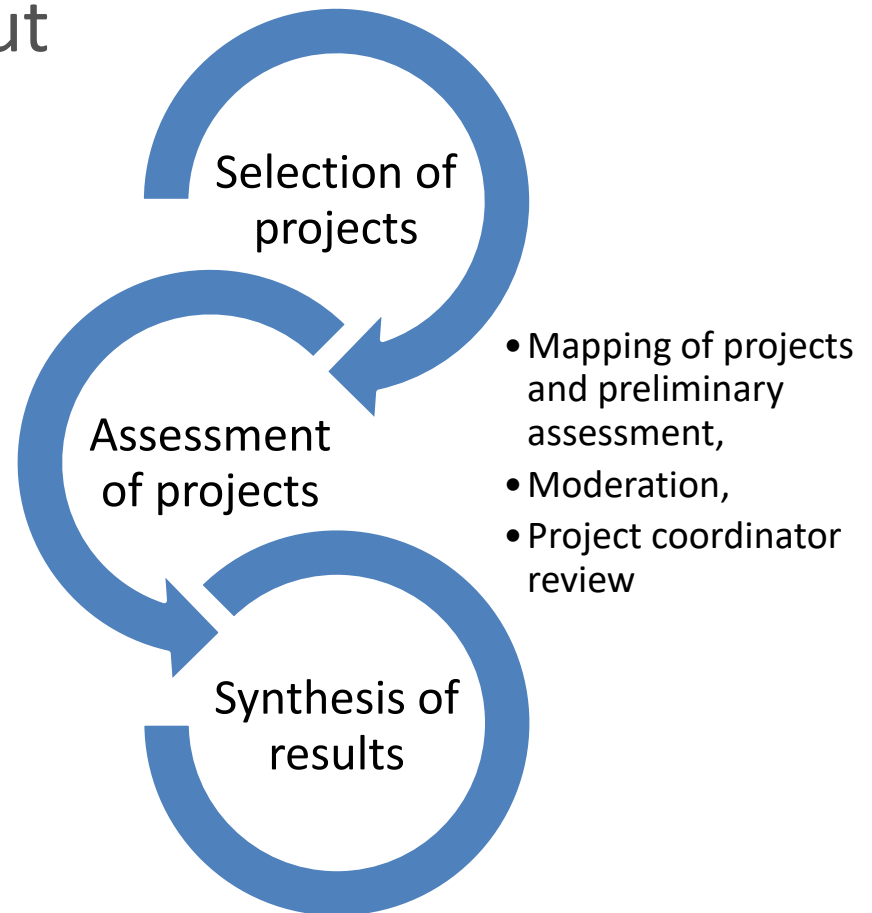 ut
Selection of
projects
Assessment
of projects
• Mapping of projects
and preliminary
assessment,
• Moderation,
• Project coordinator
review
Synthesis of
results